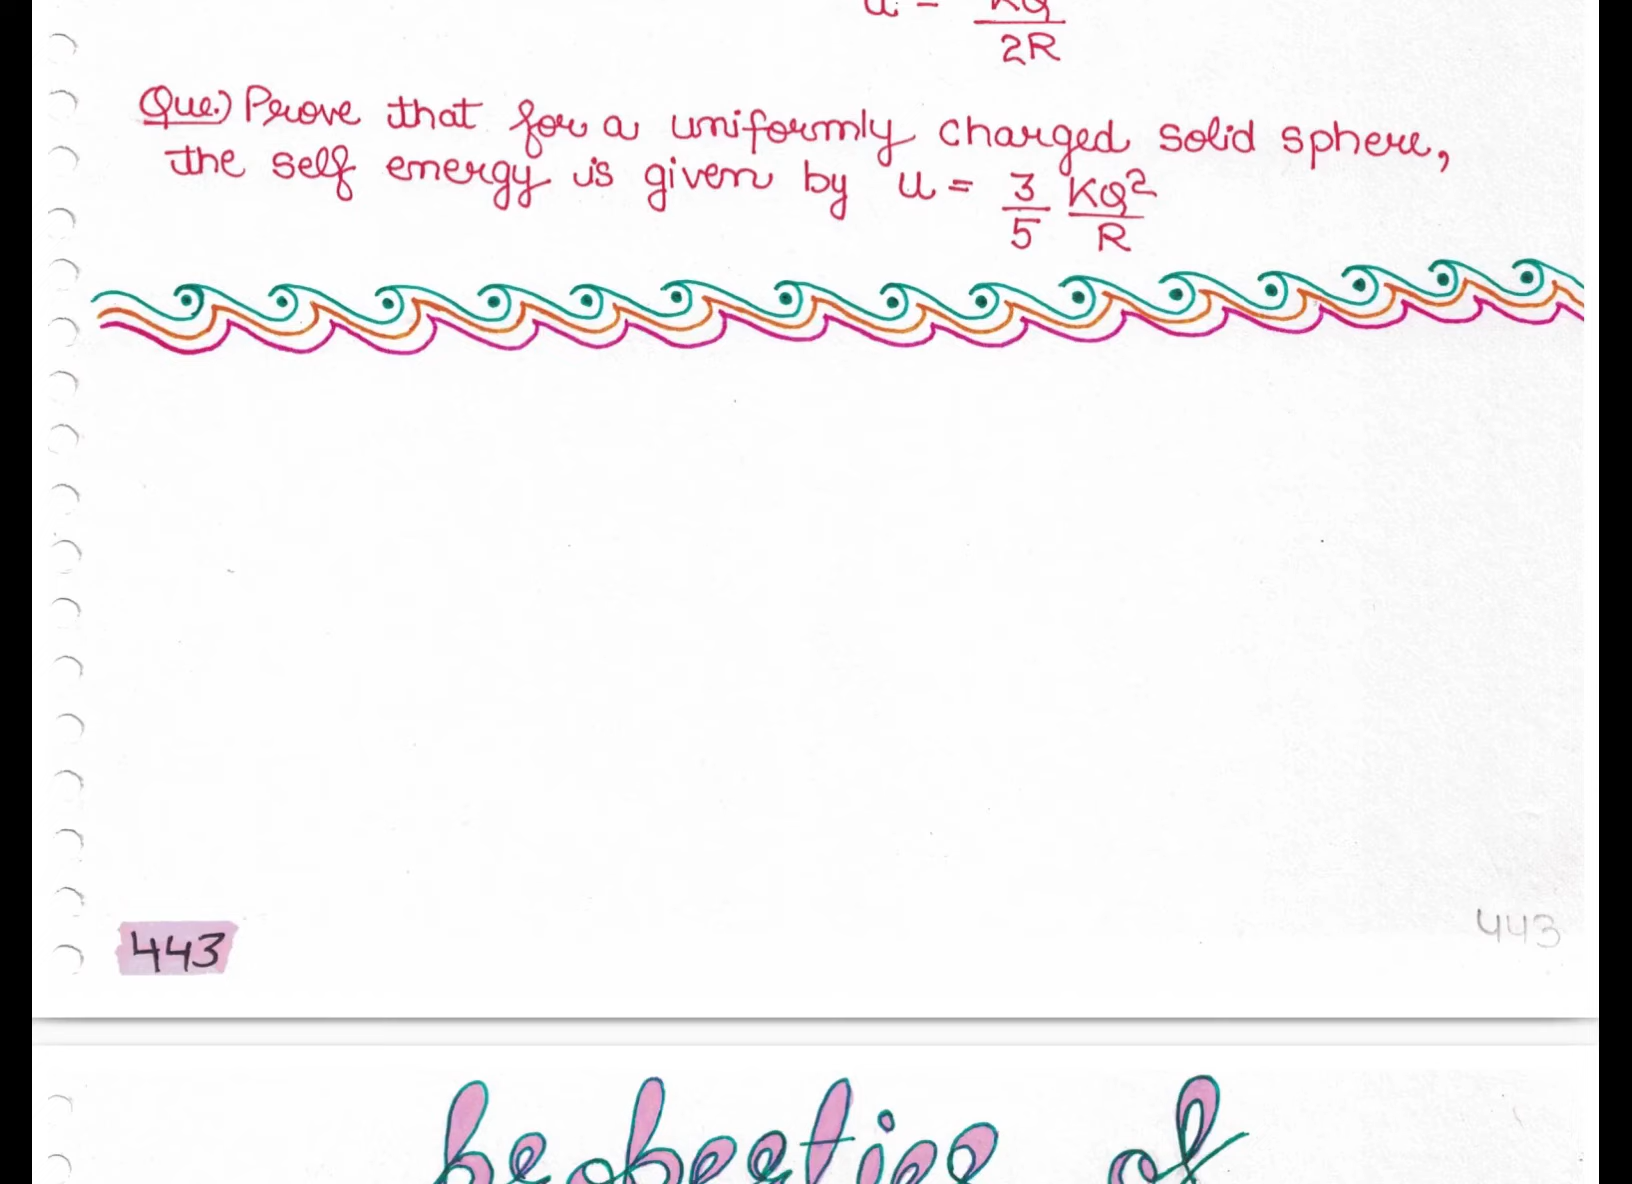 2R
Que.) Prove that for a uniformly charged solid sphere,
the self energy is given by u = 3/5 KQ²/R
443
443